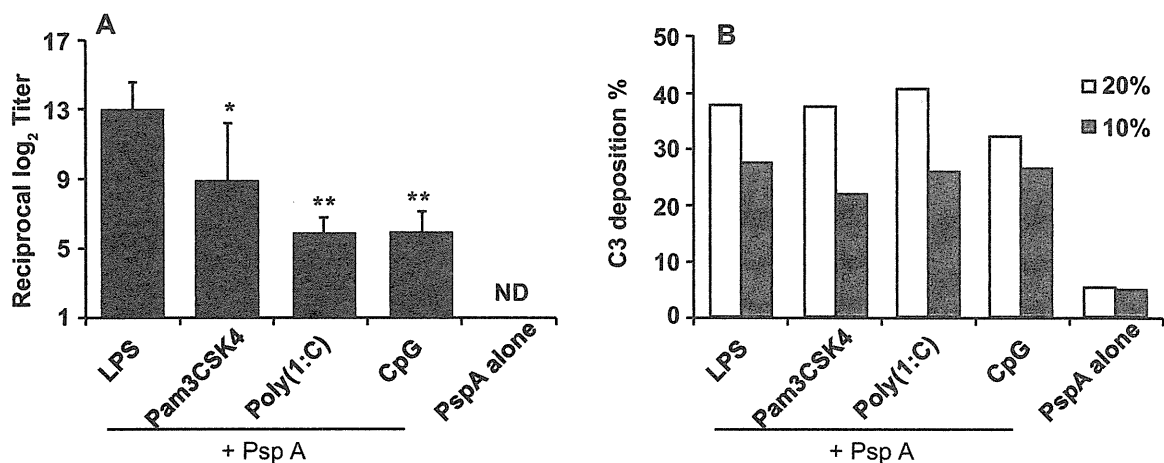 A
Reciprocal log₂ Titer
17
13
9
5
1
*
**
**
ND
LPS
Pam3CSK4
Poly(1:C)
CpG
PspA alone
+ Psp A
B
C3 deposition %
50
40
30
20
10
0
20%
10%
LPS
Pam3CSK4
Poly(1:C)
CpG
PspA alone
+ Psp A